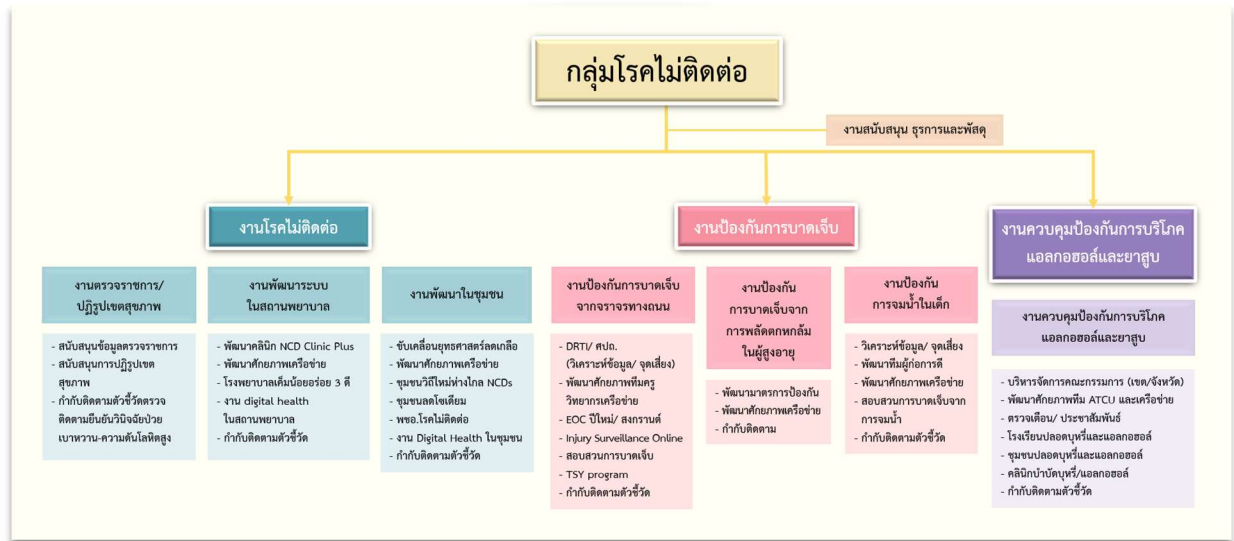 กลุ่มโรคไม่ติดต่อ
งานสนับสนุน ธุรการและพัสดุ
งานโรคไม่ติดต่อ
งานตรวจราชการ/
ปฏิรูปเขตสุขภาพ
- สนับสนุนข้อมูลตรวจราชการ
- สนับสนุนการปฏิรูปเขต
สุขภาพ
- กำกับติดตามตัวชี้วัดตรวจ
ติดตามยืนยันวินิจฉัยป่วย
เบาหวาน-ความดันโลหิตสูง
งานพัฒนาระบบ
ในสถานพยาบาล
- พัฒนาคลินิก NCD Clinic Plus
- พัฒนาศักยภาพเครือข่าย
- โรงพยาบาลเค็มน้อยอร่อย 3 ดี
- งาน digital health
ในสถานพยาบาล
- กำกับติดตามตัวชี้วัด
งานพัฒนาในชุมชน
- ขับเคลื่อนยุทธศาสตร์ลดเกลือ
- พัฒนาศักยภาพเครือข่าย
- ชุมชนวิถีใหม่ห่างไกล NCDs
- ชุมชนลดโซเดียม
- พชอ.โรคไม่ติดต่อ
- งาน Digital Health ในชุมชน
- กำกับติดตามตัวชี้วัด
งานป้องกันการบาดเจ็บ
งานป้องกันการบาดเจ็บ
จากจราจรทางถนน
- DRTI/ ศปถ.
(วิเคราะห์ข้อมูล/ จุดเสี่ยง)
- พัฒนาศักยภาพทีมครู
วิทยากรเครือข่าย
- EOC ปีใหม่/ สงกรานต์
- Injury Surveillance Online
- สอบสวนการบาดเจ็บ
- TSY program
- กำกับติดตามตัวชี้วัด
งานป้องกัน
การบาดเจ็บจาก
การพลัดตกหกล้ม
ในผู้สูงอายุ
- พัฒนามาตรการป้องกัน
- พัฒนาศักยภาพเครือข่าย
- กำกับติดตาม
งานป้องกัน
การจมน้ำในเด็ก
- วิเคราะห์ข้อมูล/ จุดเสี่ยง
- พัฒนาทีมผู้ก่อการดี
- พัฒนาศักยภาพเครือข่าย
- สอบสวนการบาดเจ็บจาก
การจมน้ำ
- กำกับติดตามตัวชี้วัด
งานควบคุมป้องกันการบริโภค
แอลกอฮอล์และยาสูบ
งานควบคุมป้องกันการบริโภค
แอลกอฮอล์และยาสูบ
- บริหารจัดการคณะกรรมการ (เขต/จังหวัด)
- พัฒนาศักยภาพทีม ATCU และเครือข่าย
- ตรวจเตือน/ ประชาสัมพันธ์
- โรงเรียนปลอดบุหรี่และแอลกอฮอล์
- ชุมชนปลอดบุหรี่และแอลกอฮอล์
- คลินิกบำบัดบุหรี่/แอลกอฮอล์
- กำกับติดตามตัวชี้วัด